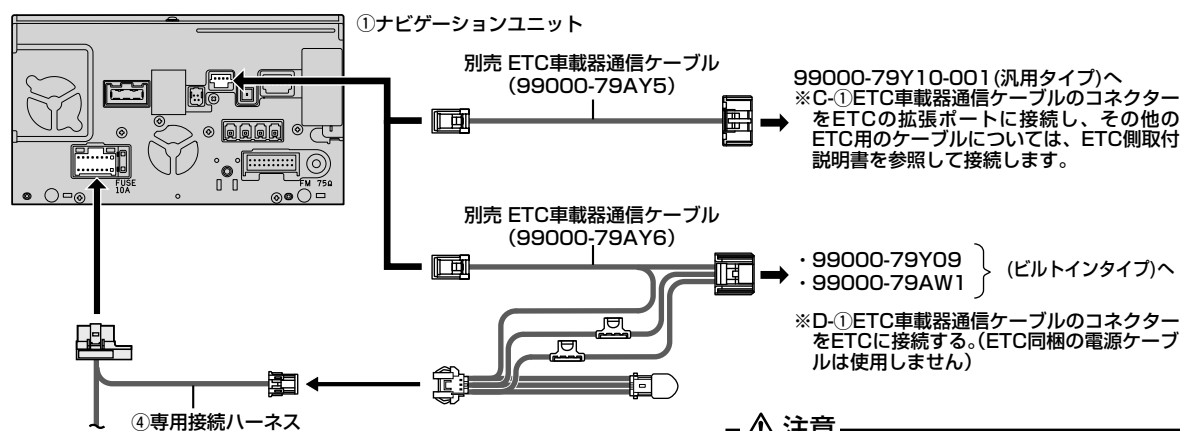 ①ナビゲーションユニット
FUSE
10A
FM 75Ω
別売 ETC車載器通信ケーブル
(99000-79AY5)
99000-79Y10-001(汎用タイプ)へ
※C-①ETC車載器通信ケーブルのコネクター
をETCの拡張ポートに接続し、その他の
ETC用のケーブルについては、ETC側取付
説明書を参照して接続します。
別売 ETC車載器通信ケーブル
(99000-79AY6)
・99000-79Y09
・99000-79AW1
(ビルトインタイプ)へ
※D-①ETC車載器通信ケーブルのコネクター
をETCに接続する。(ETC同梱の電源ケーブ
ルは使用しません)
④専用接続ハーネス
注意